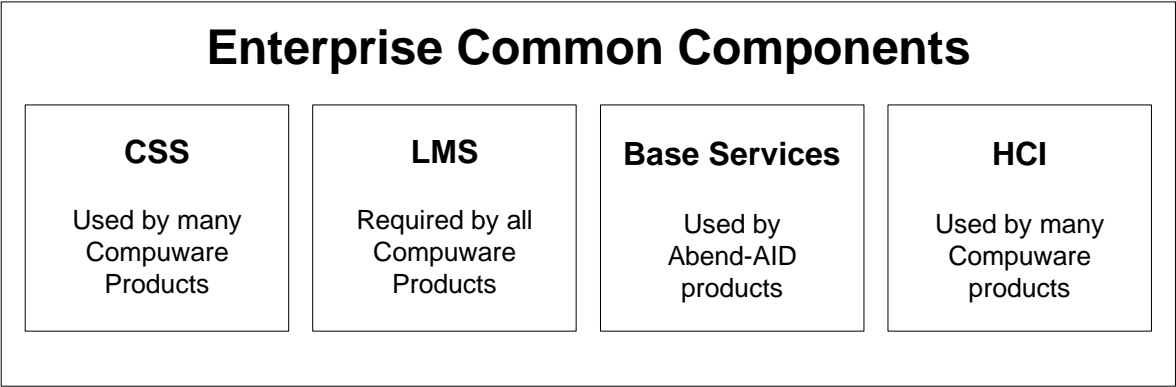 Enterprise Common Components
CSS
Used by many
Compuware
Products
LMS
Required by all
Compuware
Products
Base Services
Used by
Abend-AID
products
HCI
Used by many
Compuware
products